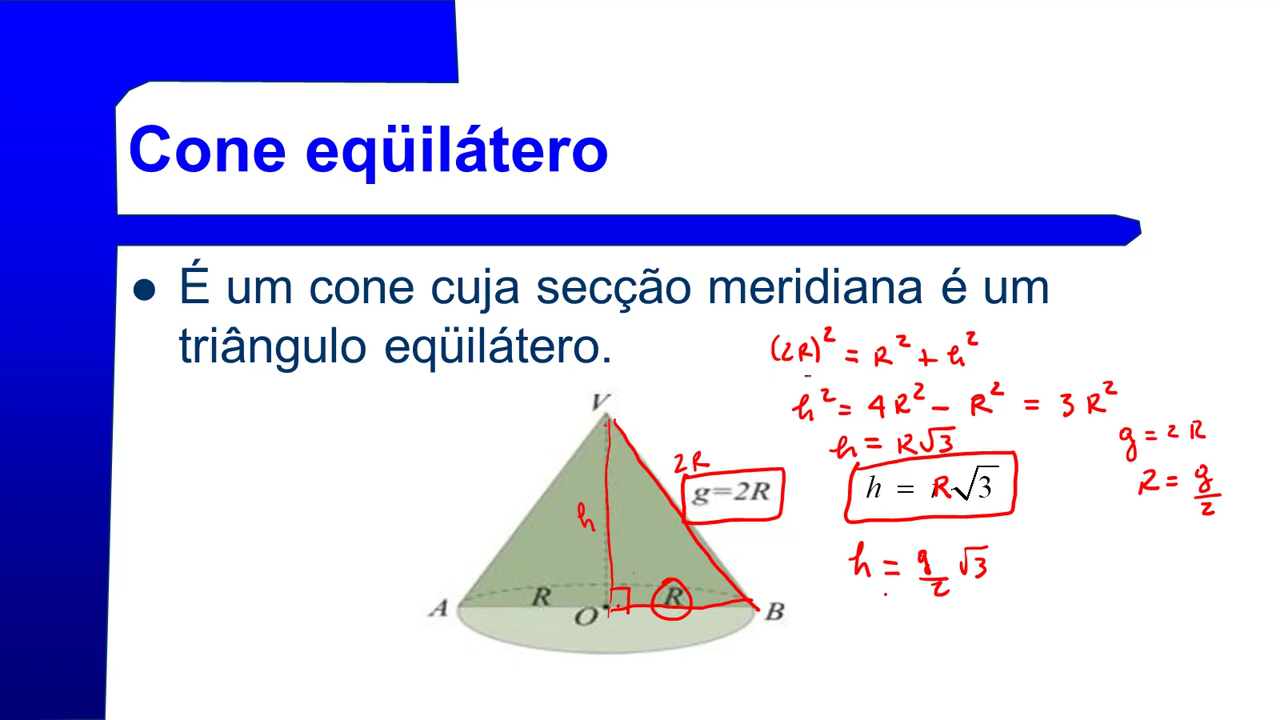 Cone eqüilátero
● É um cone cuja secção meridiana é um
triângulo eqüilátero.
(2R)² = R² + h²
h² = 4R² − R² = 3R²
h = R√3
g = 2R
h = R√3
R = g/2
h = g/2 √3
V
2R
g=2R
h
A
R
O
R
B